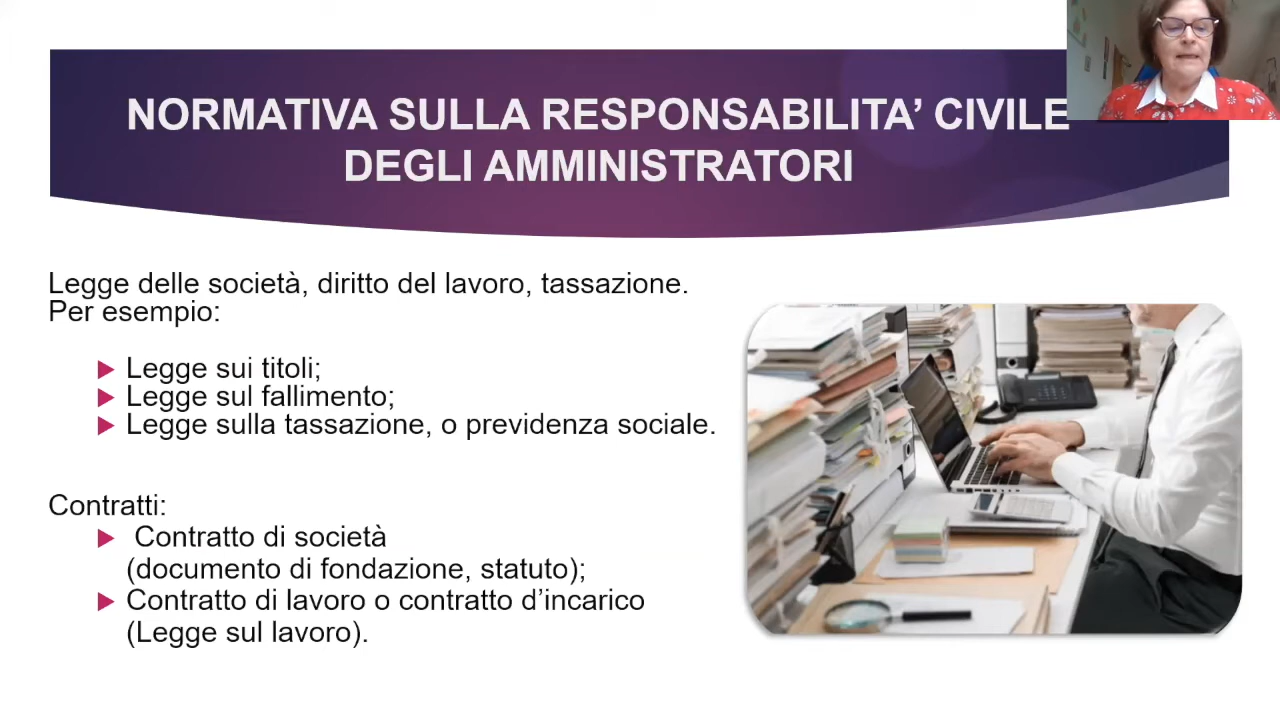 NORMATIVA SULLA RESPONSABILITA’ CIVILE
DEGLI AMMINISTRATORI
Legge delle società, diritto del lavoro, tassazione.
Per esempio:
Legge sui titoli;
Legge sul fallimento;
Legge sulla tassazione, o previdenza sociale.
Contratti:
Contratto di società
(documento di fondazione, statuto);
Contratto di lavoro o contratto d’incarico
(Legge sul lavoro).